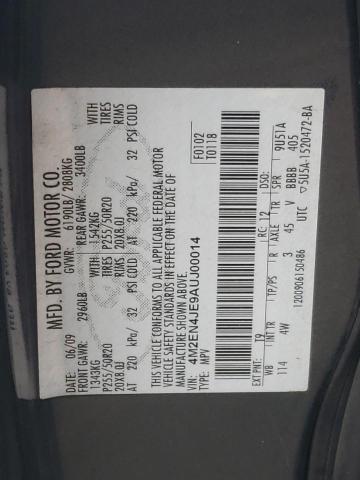 MFD. BY FORD MOTOR CO.
DATE: 06/09 GVWR: 6190LB/ 2808KG
FRONT GAWR: 2960LB REAR GAWR: 3400LB
1343KG WITH 1542KG WITH
P255/50R20 TIRES P255/50R20 TIRES
20X8.0J RIMS 20X8.0J RIMS
AT 220 kPa/ 32 PSI COLD AT 220 kPa/ 32 PSI COLD
THIS VEHICLE CONFORMS TO ALL APPLICABLE FEDERAL MOTOR
VEHICLE SAFETY STANDARDS IN EFFECT ON THE DATE OF
MANUFACTURE SHOWN ABOVE.
VIN: 4M2EN4JE9AUJ00014 F0102
TYPE: MPV T0118
EXT PNT: T9 RC: 12 DSO:
WB INT TR TP/PS R AXLE TR SPR 9U51A
114 4W 3 45 V BBBB 405
UTC ▽5U5A-1520472-BA
1200906150486